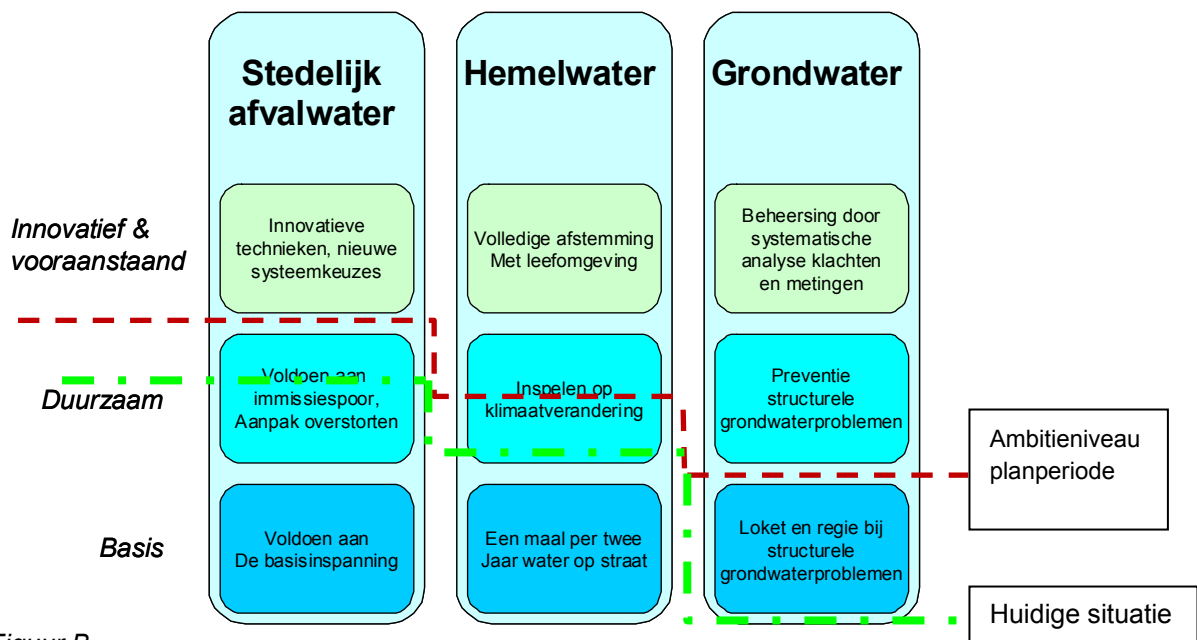 Stedelijk
afvalwater
Hemelwater
Grondwater
Innovatief &
vooraanstaand
Innovatieve
technieken, nieuwe
systeemkeuzes
Volledige afstemming
Met leefomgeving
Beheersing door
systematische
analyse klachten
en metingen
Duurzaam
Voldoen aan
immissiespoor,
Aanpak overstorten
Inspelen op
klimaatverandering
Preventie
structurele
grondwaterproblemen
Ambitieniveau
planperiode
Basis
Voldoen aan
De basisinspanning
Een maal per twee
Jaar water op straat
Loket en regie bij
structurele
grondwaterproblemen
Huidige situatie